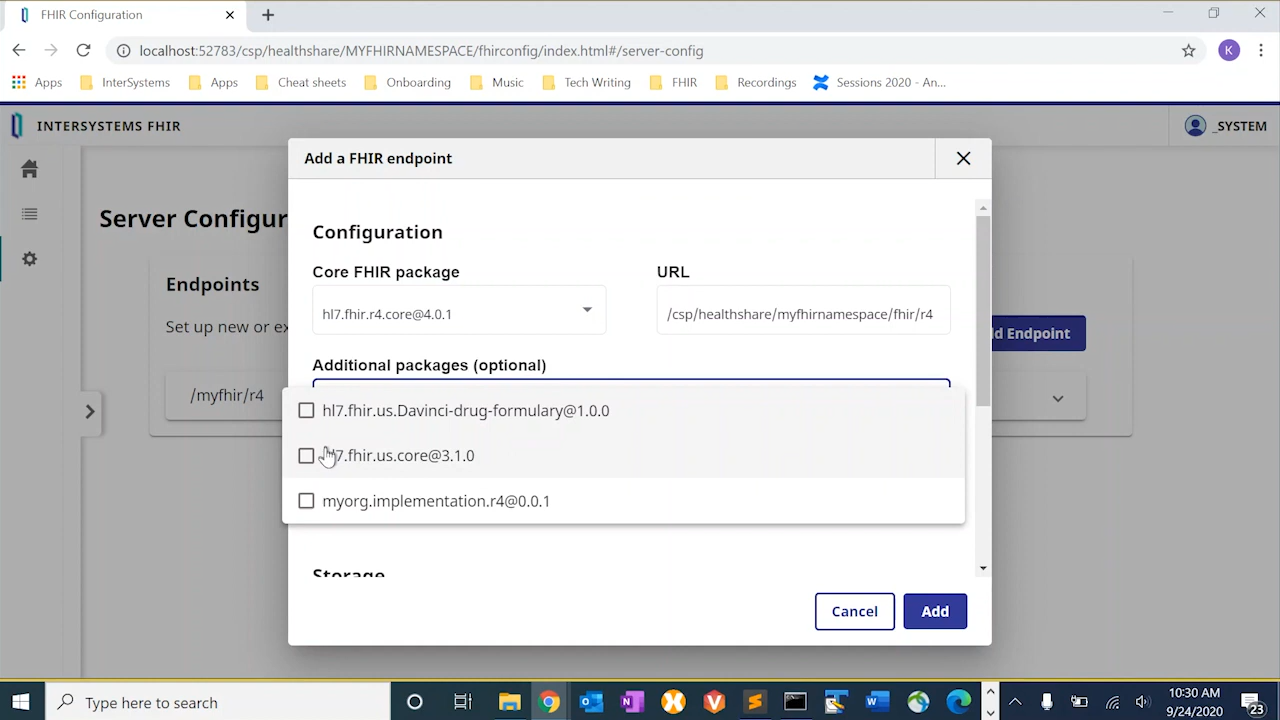 FHIR Configuration
localhost:52783/csp/healthshare/MYFHIRNAMESPACE/fhirconfig/index.html#/server-config
K
Apps InterSystems Apps Cheat sheets Onboarding Music Tech Writing FHIR Recordings Sessions 2020 - An...
INTERSYSTEMS FHIR
_SYSTEM
Add a FHIR endpoint
Server Configur
Configuration
Endpoints
Core FHIR package
URL
Set up new or ex
hl7.fhir.r4.core@4.0.1
/csp/healthshare/myfhirnamespace/fhir/r4
d Endpoint
Additional packages (optional)
/myfhir/r4
hl7.fhir.us.Davinci-drug-formulary@1.0.0
7.fhir.us.core@3.1.0
myorg.implementation.r4@0.0.1
Storage
Cancel
Add
Type here to search
10:30 AM
9/24/2020
23